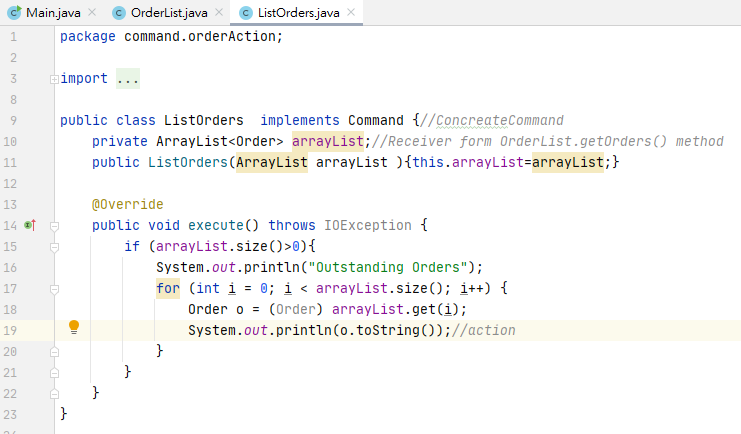 Main.java × OrderList.java × ListOrders.java ×
1 package command.orderAction;
2
3 import ...
8
9 public class ListOrders  implements Command {//ConcreateCommand
10     private ArrayList<Order> arrayList;//Receiver form OrderList.getOrders() method
11     public ListOrders(ArrayList arrayList ){this.arrayList=arrayList;}
12
13     @Override
14     public void execute() throws IOException {
15         if (arrayList.size()>0){
16             System.out.println("Outstanding Orders");
17             for (int i = 0; i < arrayList.size(); i++) {
18                 Order o = (Order) arrayList.get(i);
19                 System.out.println(o.toString());//action
20             }
21         }
22     }
23 }